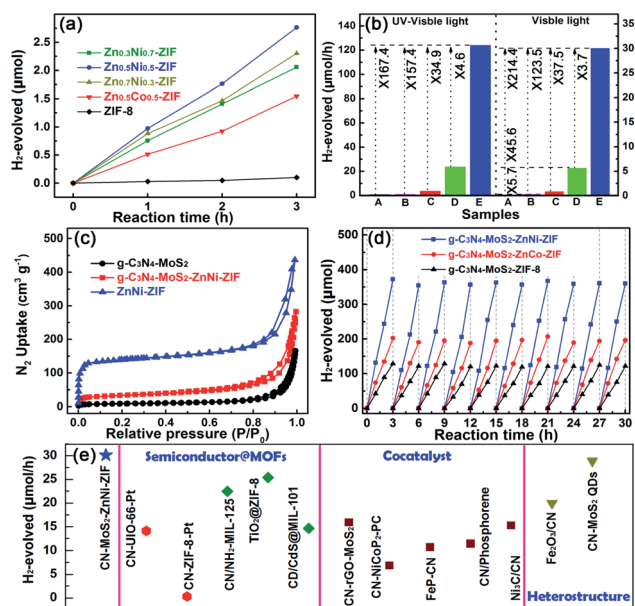 (a)
H₂-evolved (μmol)
2.5
2.0
1.5
1.0
0.5
0.0
Zn0.3Ni0.7-ZIF
Zn0.5Ni0.5-ZIF
Zn0.7Ni0.3-ZIF
Zn0.5Co0.5-ZIF
ZIF-8
0 1 2 3
Reaction time (h)
(b)
UV-Visible light
Visble light
H₂-evolved (μmol)
140
120
100
80
60
40
20
0
X167.4
X157.4
X34.9
X4.6
X214.4
X123.5
X37.5
X3.7
X5.7
X45.6
35
30
25
20
15
10
5
0
A B C D E A B C D E
Samples
(c)
g-C₃N₄-MoS₂
g-C₃N₄-MoS₂-ZnNi-ZIF
ZnNi-ZIF
N₂ Uptake (cm³ g⁻¹)
500
400
300
200
100
0
0.0 0.2 0.4 0.6 0.8 1.0
Relative pressure (P/P₀)
(d)
g-C₃N₄-MoS₂-ZnNi-ZIF
g-C₃N₄-MoS₂-ZnCo-ZIF
g-C₃N₄-MoS₂-ZIF-8
H₂-evolved (μmol)
500
400
300
200
100
0
0 3 6 9 12 15 18 21 24 27 30
Reaction time (h)
(e)
H₂-evolved (μmol/h)
30
20
10
0
Semiconductor@MOFs
Cocatalyst
Heterostructure
CN-MoS₂-ZnNi-ZIF
CN-UIO-66-Pt
CN-ZIF-8-Pt
CN/NH₂-MIL-125
TiO₂@ZIF-8
CD/CdS@MIL-101
CN-rGO-MoS₂
CN-NiCoP₂-PC
FeP-CN
CN/Phosphorene
Ni₃C/CN
Fe₂O₃/CN
CN-MoS₂ QDs